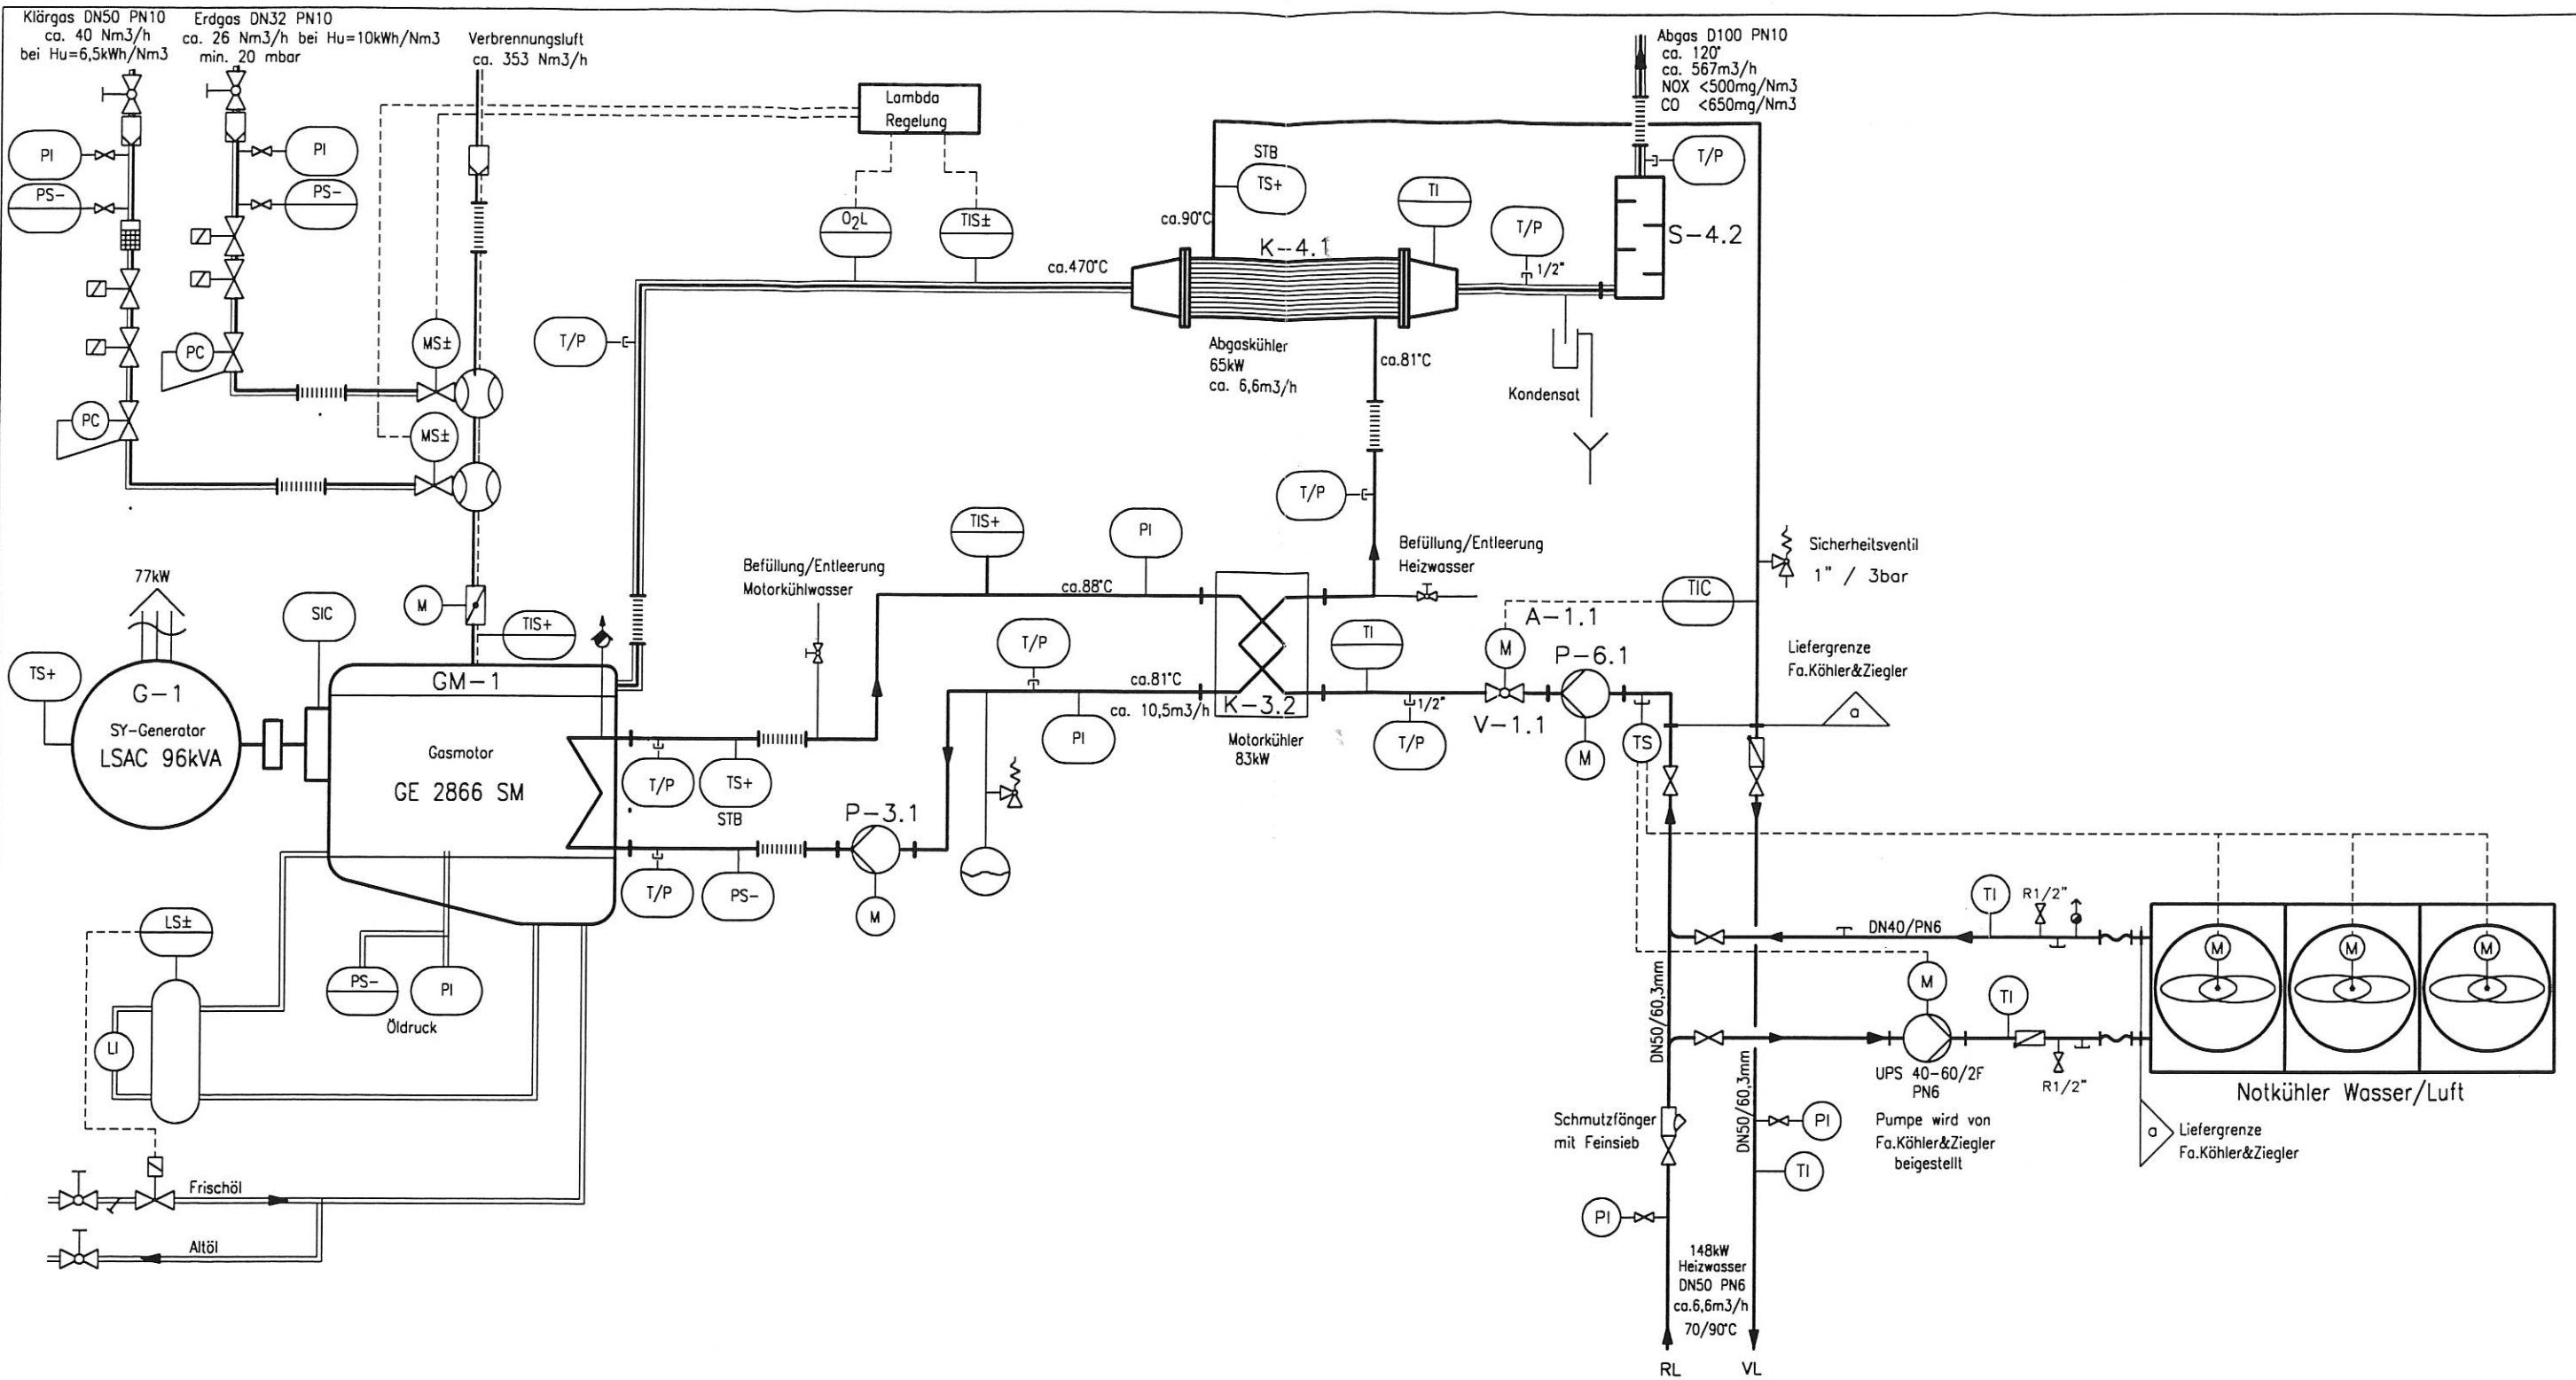 Klärgas DN50 PN10
ca. 40 Nm3/h
bei Hu=6,5kWh/Nm3
Erdgas DN32 PN10
ca. 26 Nm3/h bei Hu=10kWh/Nm3
min. 20 mbar
Verbrennungsluft
ca. 353 Nm3/h
Lambda
Regelung
Abgas D100 PN10
ca. 120°
ca. 567m3/h
NOX <500mg/Nm3
CO <650mg/Nm3
PI
PS-
PI
PS-
PC
PC
MS±
MS±
O2L
TIS±
T/P
ca.470°C
STB
TS+
ca.90°C
K-4.1
TI
T/P
1/2"
T/P
S-4.2
Abgaskühler
65kW
ca. 6,6m3/h
ca.81°C
Kondensat
T/P
77kW
TS+
G-1
SY-Generator
LSAC 96kVA
SIC
M
TIS+
GM-1
Gasmotor
GE 2866 SM
Befüllung/Entleerung
Motorkühlwasser
TIS+
PI
ca.88°C
T/P
ca.81°C
ca. 10,5m3/h
PI
K-3.2
Motorkühler
83kW
Befüllung/Entleerung
Heizwasser
TI
1/2"
T/P
A-1.1
M
V-1.1
P-6.1
M
TIC
TS
Sicherheitsventil
1" / 3bar
Liefergrenze
Fa.Köhler&Ziegler
a
T/P
TS+
STB
T/P
PS-
P-3.1
M
LS±
LI
PS-
PI
Öldruck
Frischöl
Altöl
DN40/PN6
TI
R1/2"
M
M
M
M
TI
UPS 40-60/2F
PN6
R1/2"
Pumpe wird von
Fa.Köhler&Ziegler
beigestellt
Notkühler Wasser/Luft
a
Liefergrenze
Fa.Köhler&Ziegler
DN50/60,3mm
DN50/60,3mm
Schmutzfänger
mit Feinsieb
PI
TI
PI
148kW
Heizwasser
DN50 PN6
ca.6,6m3/h
70/90°C
RL
VL